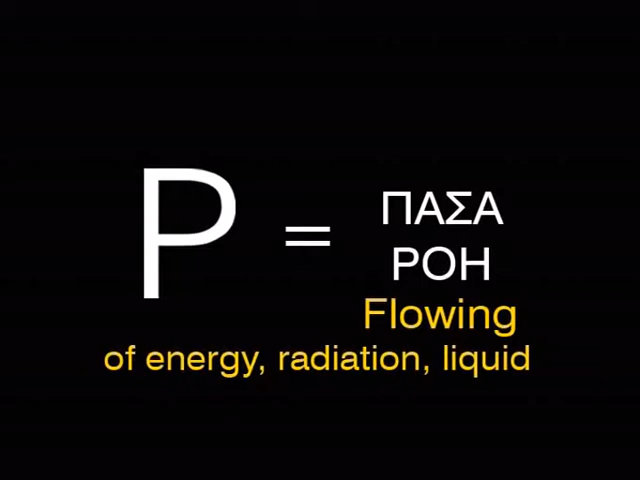 Ρ = ΠΑΣΑ
ΡΟΗ
Flowing
of energy, radiation, liquid